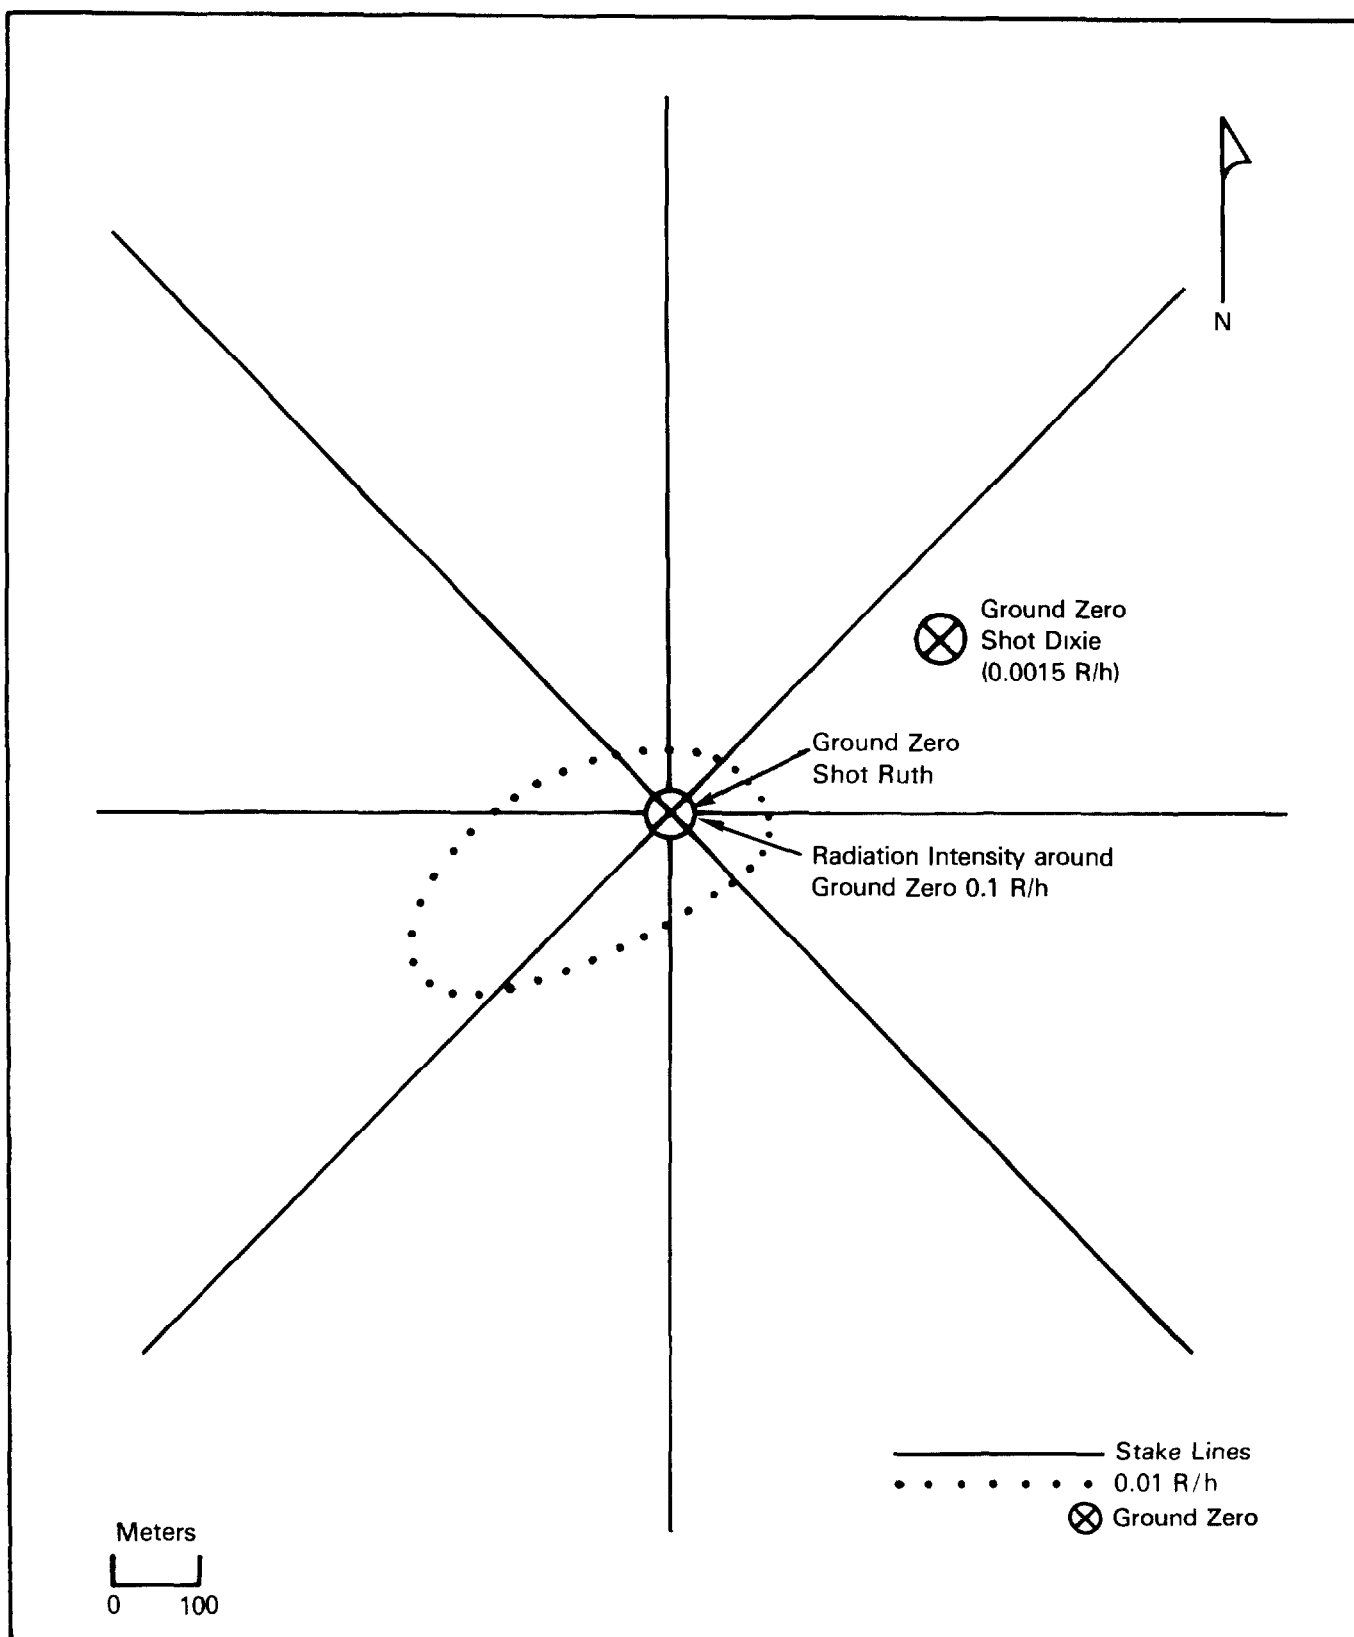 N
Ground Zero
Shot Dixie
(0.0015 R/h)
Ground Zero
Shot Ruth
Radiation Intensity around
Ground Zero 0.1 R/h
Stake Lines
0.01 R/h
Ground Zero
Meters
0 100